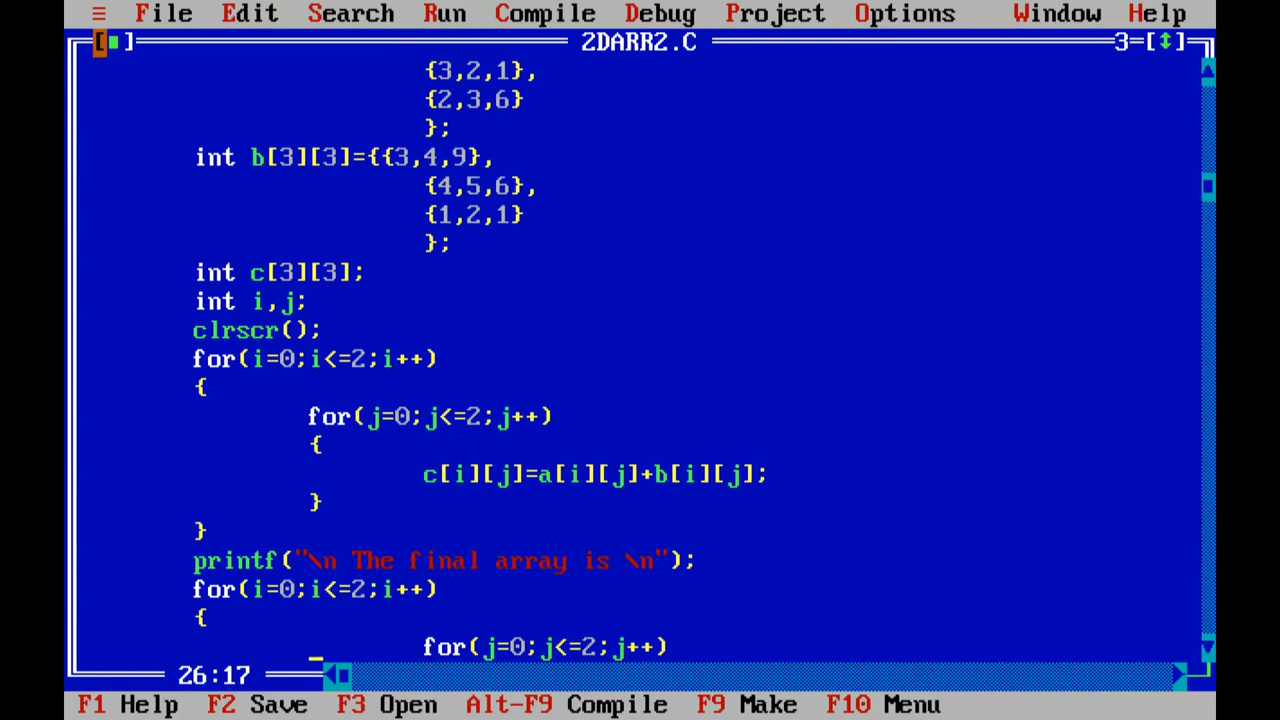 ≡ File Edit Search Run Compile Debug Project Options Window Help
[■] 2DARR2.C 3=[↕]
{3,2,1},
{2,3,6}
};
int b[3][3]={{3,4,9},
{4,5,6},
{1,2,1}
};
int c[3][3];
int i,j;
clrscr();
for(i=0;i<=2;i++)
{
for(j=0;j<=2;j++)
{
c[i][j]=a[i][j]+b[i][j];
}
}
printf("\n The final array is \n");
for(i=0;i<=2;i++)
{
for(j=0;j<=2;j++)
26:17
F1 Help F2 Save F3 Open Alt-F9 Compile F9 Make F10 Menu